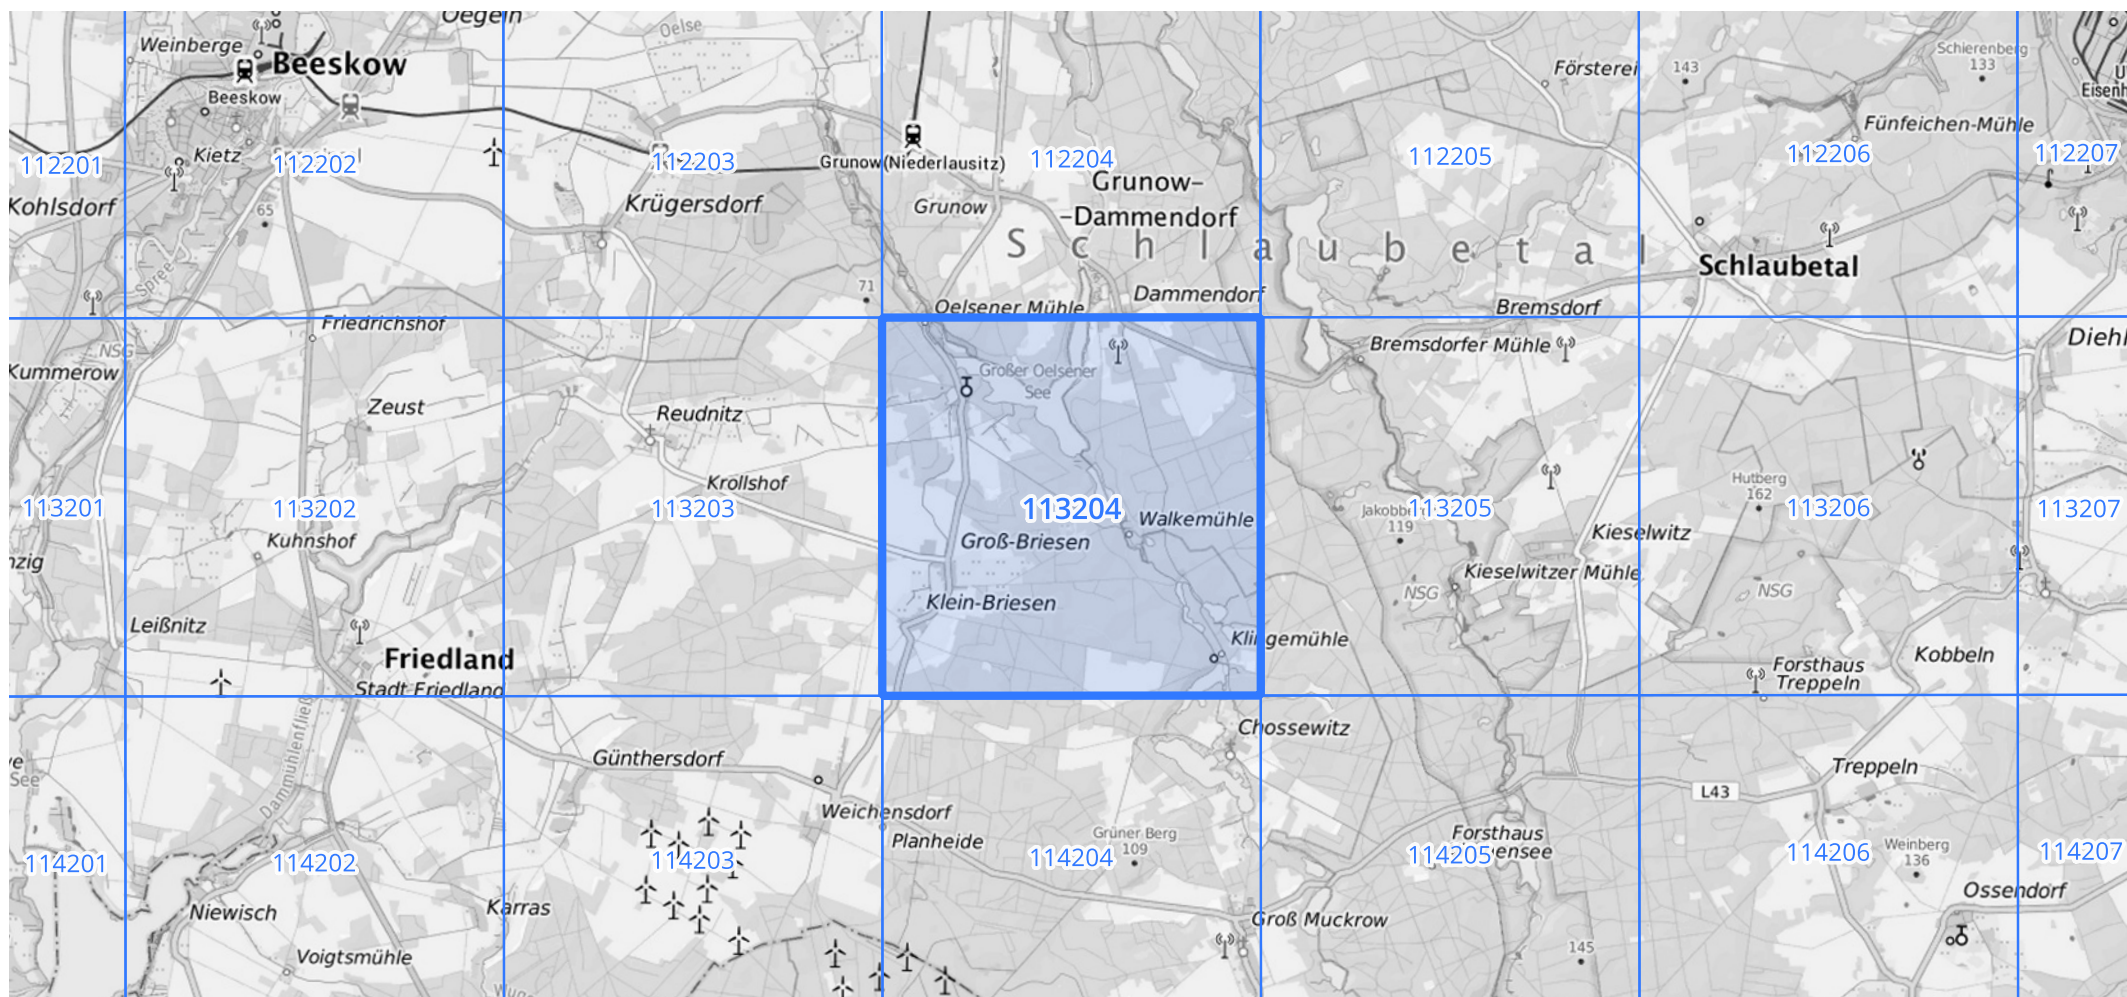 Oegeln
Oelse
Weinberge
Beeskow
Beeskow
Kietz
112201
112202
112203
112204
112205
112206
112207
Försterei
143
Schierenberg
133
Eisenh
Fünfeichen-Mühle
Grunow(Niederlausitz)
Grunow–
–Dammendorf
Kohlsdorf
65
Krügersdorf
Grunow
Schlaubetal
Schlaubetal
Spree
71
Oelsener Mühle
Dammendorf
Bremsdorf
Friedrichshof
NSG
Kummerow
Großer Oelsener
See
Bremsdorfer Mühle
Diehl
Zeust
Reudnitz
Krollshof
Hutberg
162
113201
113202
113203
113204
113205
113206
113207
119
Walkemühle
Kieselwitz
Kuhnshof
Groß-Briesen
nzig
Kieselwitzer Mühle
NSG
NSG
Klein-Briesen
Leißnitz
Klingemühle
Friedland
Stadt Friedland
Kobbeln
Forsthaus
Treppeln
Dammühlenfließ
Chossewitz
Günthersdorf
Treppeln
See
L43
Weichensdorf
Planheide
Grüner Berg
109
Forsthaus
Weinberg
136
114201
114202
114203
114204
114205
114206
114207
Ossendorf
Niewisch
Karras
Groß Muckrow
145
Voigtsmühle